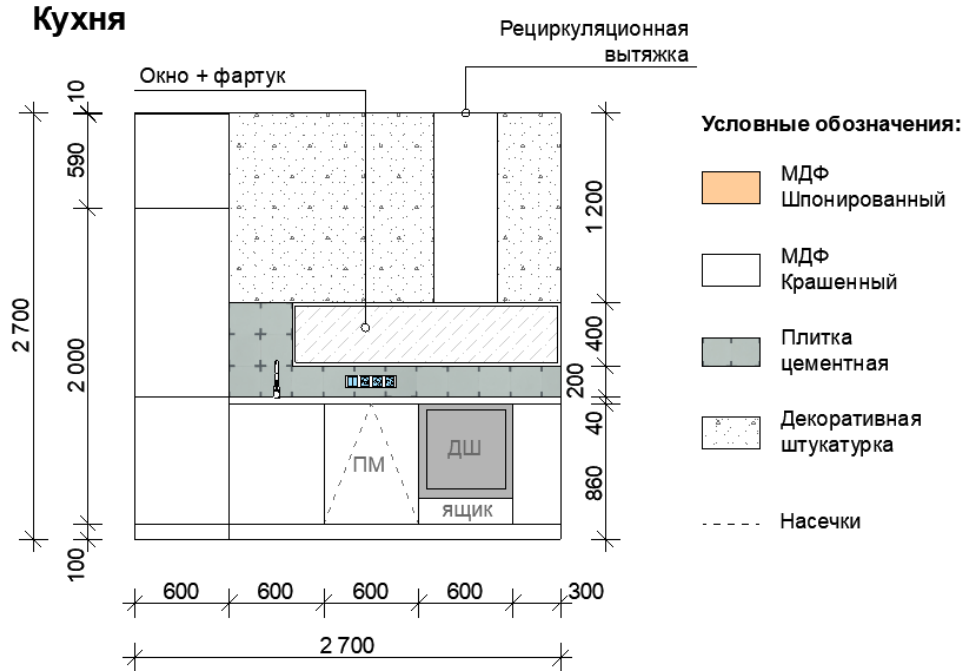 Кухня
Рециркуляционная
вытяжка
Окно + фартук
Условные обозначения:
МДФ
Шпонированный
МДФ
Крашенный
Плитка
цементная
Декоративная
штукатурка
Насечки
10
590
2 000
100
2 700
1 200
400
200
40
860
ПМ
ДШ
ящик
600
600
600
600
300
2 700